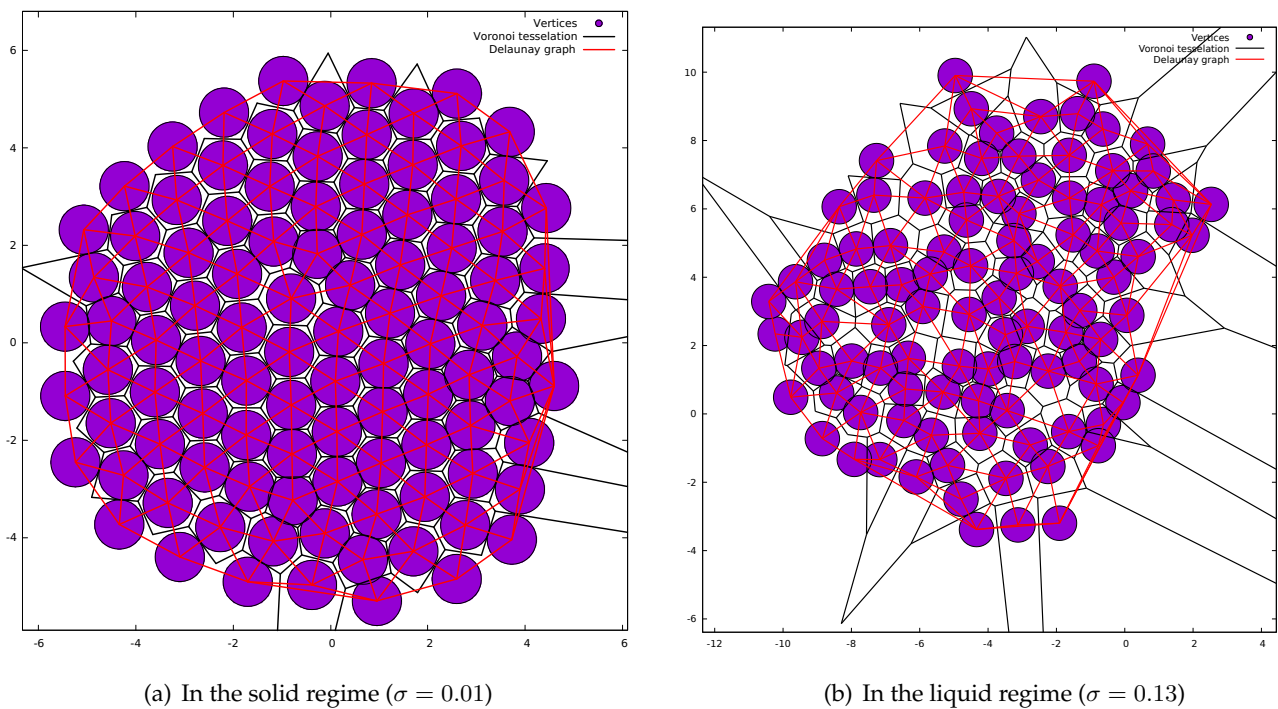 Vertices
Voronoi tesselation
Delaunay graph
6
4
2
0
-2
-4
-6 -4 -2 0 2 4 6
Vertices
Voronoi tesselation
Delaunay graph
10
8
6
4
2
0
-2
-4
-6
-12 -10 -8 -6 -4 -2 0 2 4
(a) In the solid regime (σ = 0.01)
(b) In the liquid regime (σ = 0.13)